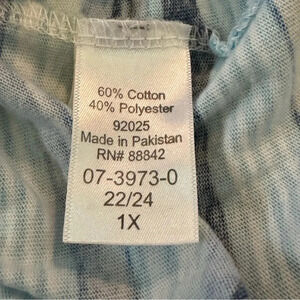 60% Cotton
40% Polyester
92025
Made in Pakistan
RN# 88842
07-3973-0
22/24
1X